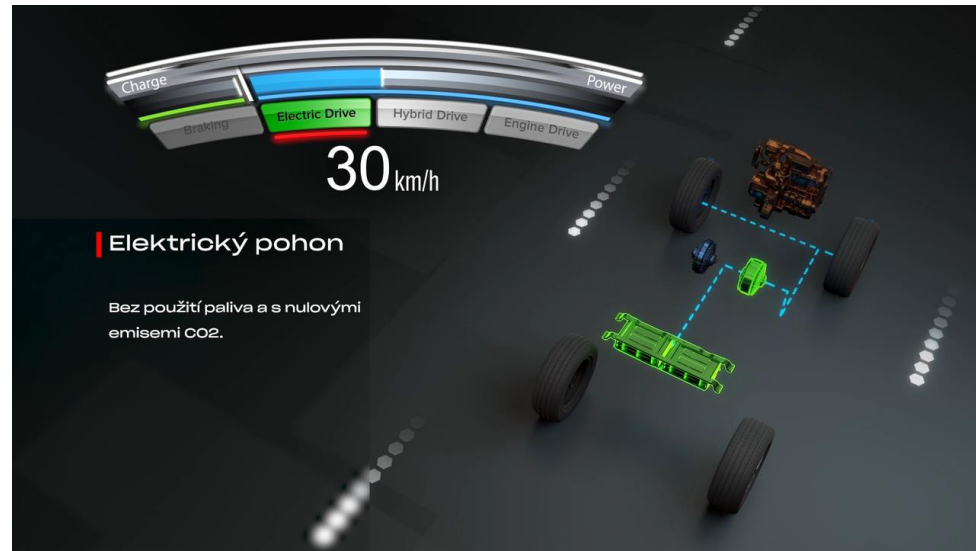 Charge
Power
Braking
Electric Drive
Hybrid Drive
Engine Drive
30 km/h
Elektrický pohon
Bez použití paliva a s nulovými
emisemi CO2.